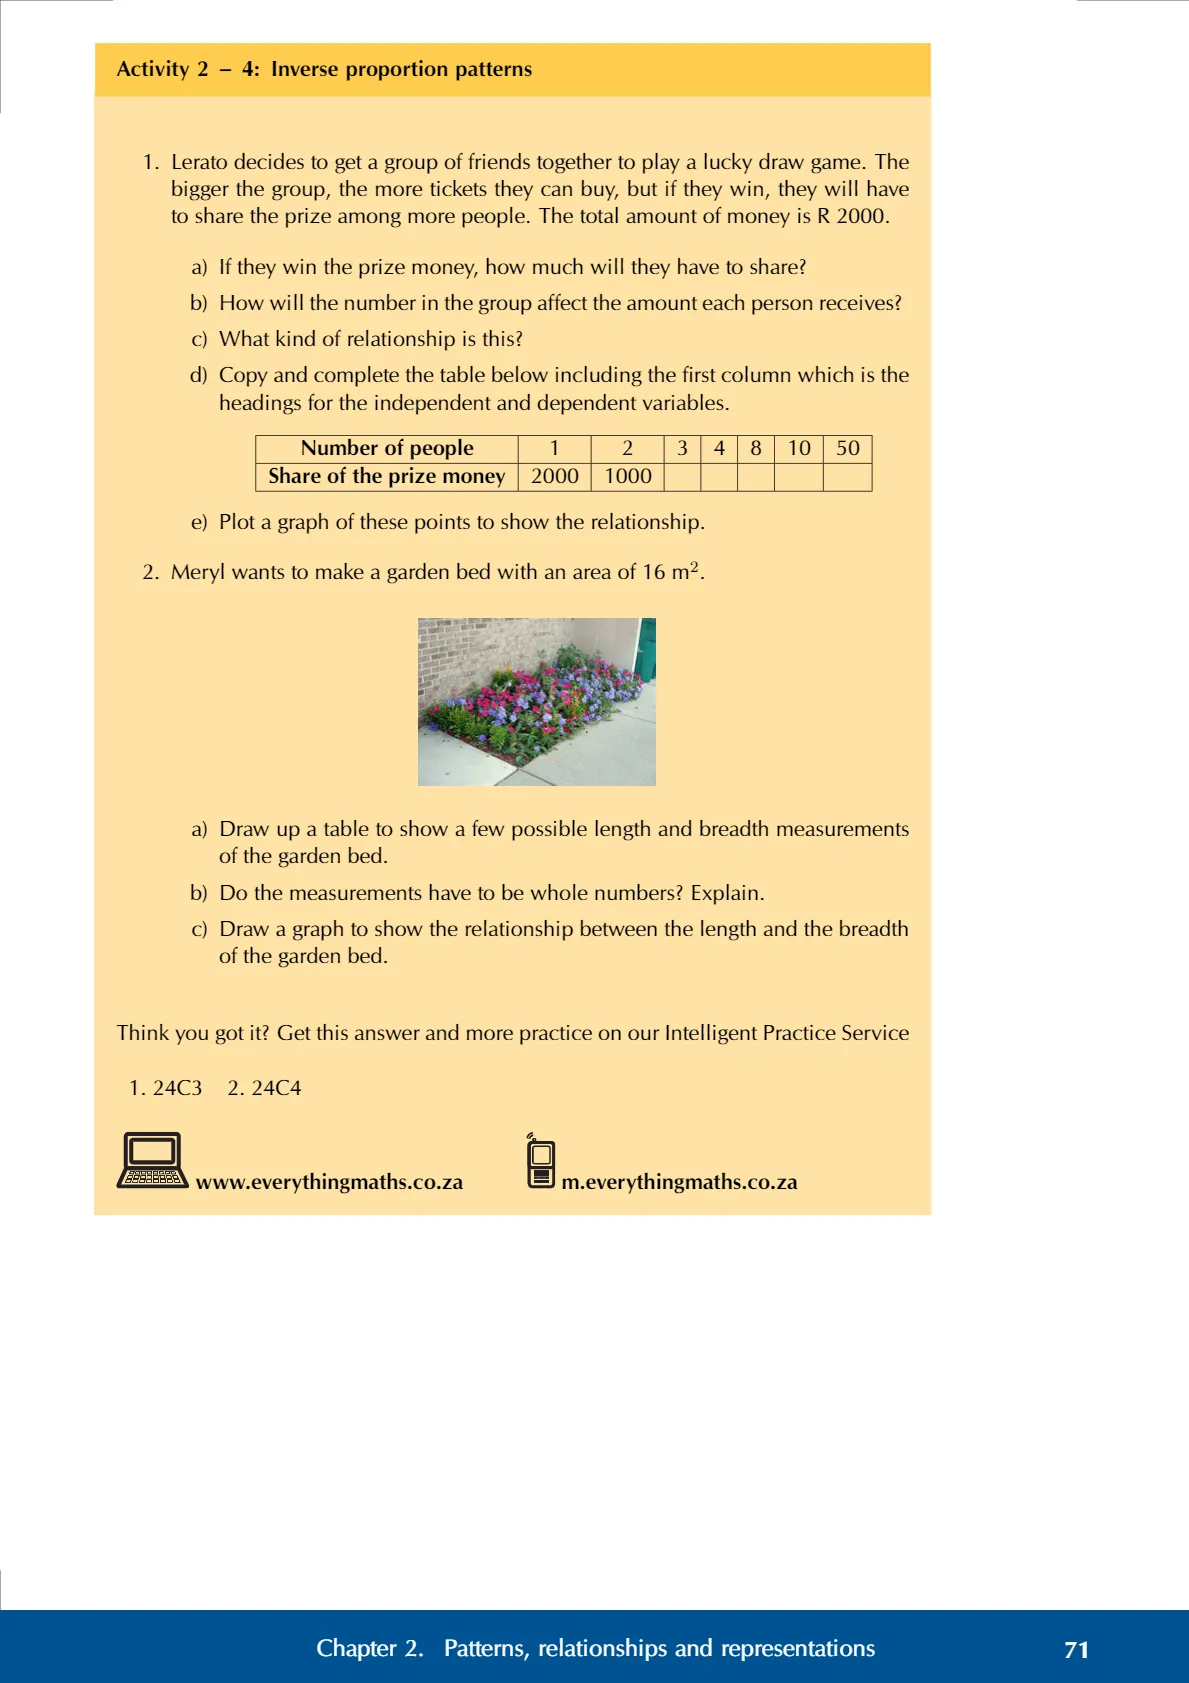 Activity 2 – 4: Inverse proportion patterns
1. Lerato decides to get a group of friends together to play a lucky draw game. The
bigger the group, the more tickets they can buy, but if they win, they will have
to share the prize among more people. The total amount of money is R 2000.
a) If they win the prize money, how much will they have to share?
b) How will the number in the group affect the amount each person receives?
c) What kind of relationship is this?
d) Copy and complete the table below including the first column which is the
headings for the independent and dependent variables.
Number of people 1 2 3 4 8 10 50
Share of the prize money 2000 1000
e) Plot a graph of these points to show the relationship.
2. Meryl wants to make a garden bed with an area of 16 m².
a) Draw up a table to show a few possible length and breadth measurements
of the garden bed.
b) Do the measurements have to be whole numbers? Explain.
c) Draw a graph to show the relationship between the length and the breadth
of the garden bed.
Think you got it? Get this answer and more practice on our Intelligent Practice Service
1. 24C3 2. 24C4
www.everythingmaths.co.za m.everythingmaths.co.za
Chapter 2. Patterns, relationships and representations 71